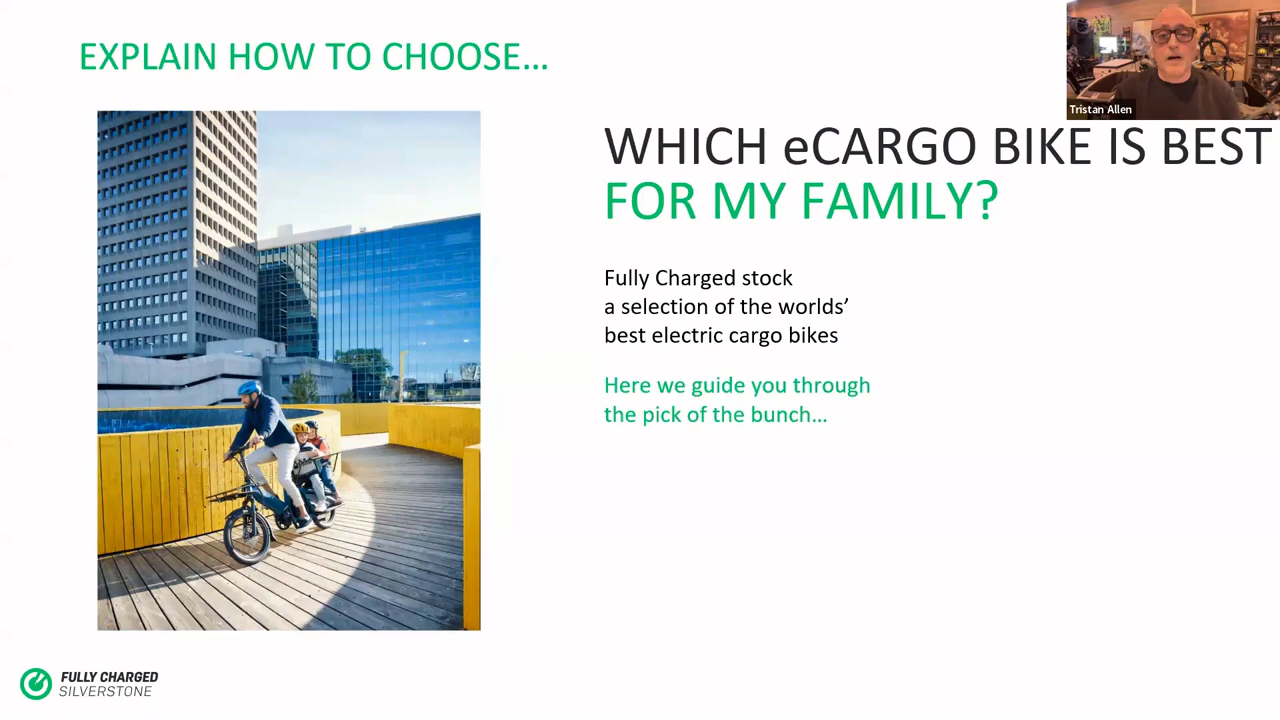 EXPLAIN HOW TO CHOOSE...
Tristan Allen
WHICH eCARGO BIKE IS BEST
FOR MY FAMILY?
Fully Charged stock
a selection of the worlds’
best electric cargo bikes
Here we guide you through
the pick of the bunch...
FULLY CHARGED
SILVERSTONE